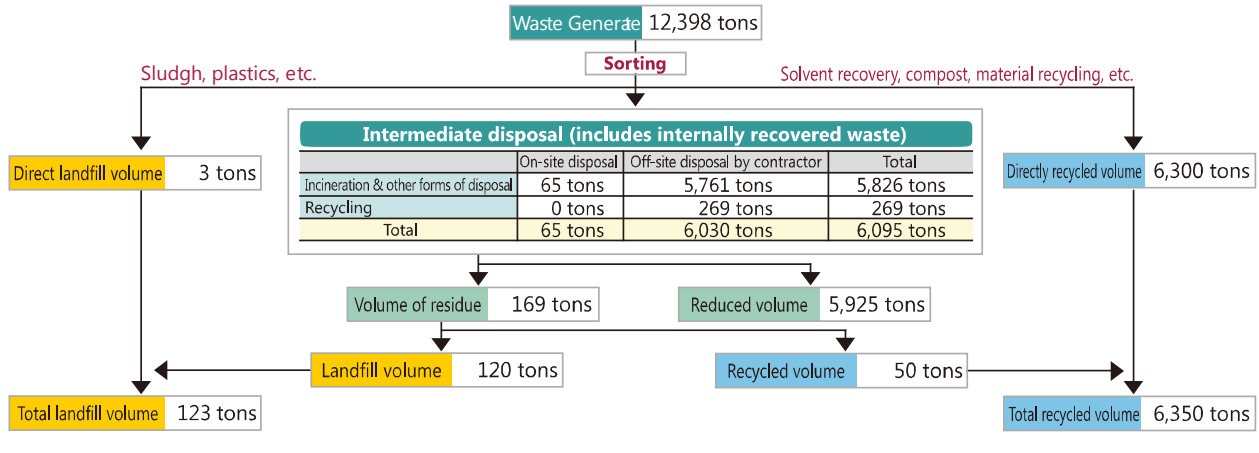 Waste Generate 12,398 tons
Sorting
Sludgh, plastics, etc.
Solvent recovery, compost, material recycling, etc.
Intermediate disposal (includes internally recovered waste)
On-site disposal Off-site disposal by contractor Total
Incineration & other forms of disposal 65 tons 5,761 tons 5,826 tons
Recycling 0 tons 269 tons 269 tons
Total 65 tons 6,030 tons 6,095 tons
Direct landfill volume 3 tons
Directly recycled volume 6,300 tons
Volume of residue 169 tons
Reduced volume 5,925 tons
Landfill volume 120 tons
Recycled volume 50 tons
Total landfill volume 123 tons
Total recycled volume 6,350 tons